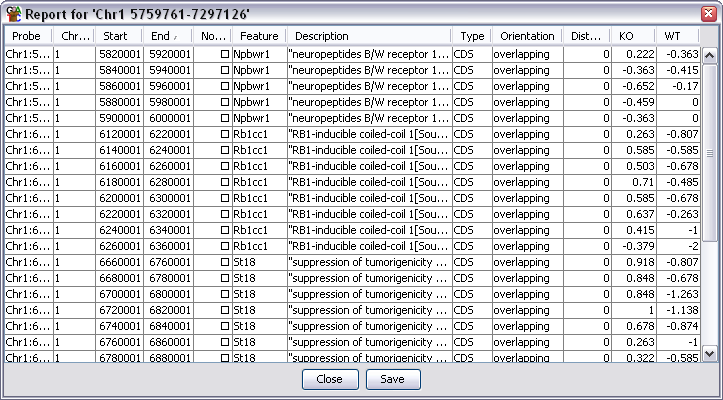 Report for 'Chr1 5759761-7297126'
Probe Chr... Start End No... Feature Description Type Orientation Dist... KO WT
Chr1:5... 1 5820001 5920001 Npbwr1 "neuropeptides B/W receptor 1... CDS overlapping 0 0.222 -0.363
Chr1:5... 1 5840001 5940001 Npbwr1 "neuropeptides B/W receptor 1... CDS overlapping 0 -0.363 -0.415
Chr1:5... 1 5860001 5960001 Npbwr1 "neuropeptides B/W receptor 1... CDS overlapping 0 -0.652 -0.17
Chr1:5... 1 5880001 5980001 Npbwr1 "neuropeptides B/W receptor 1... CDS overlapping 0 -0.459 0
Chr1:5... 1 5900001 6000001 Npbwr1 "neuropeptides B/W receptor 1... CDS overlapping 0 -0.363 0
Chr1:6... 1 6120001 6220001 Rb1cc1 "RB1-inducible coiled-coil 1[Sou... CDS overlapping 0 0.263 -0.807
Chr1:6... 1 6140001 6240001 Rb1cc1 "RB1-inducible coiled-coil 1[Sou... CDS overlapping 0 0.585 -0.585
Chr1:6... 1 6160001 6260001 Rb1cc1 "RB1-inducible coiled-coil 1[Sou... CDS overlapping 0 0.503 -0.678
Chr1:6... 1 6180001 6280001 Rb1cc1 "RB1-inducible coiled-coil 1[Sou... CDS overlapping 0 0.71 -0.485
Chr1:6... 1 6200001 6300001 Rb1cc1 "RB1-inducible coiled-coil 1[Sou... CDS overlapping 0 0.585 -0.678
Chr1:6... 1 6220001 6320001 Rb1cc1 "RB1-inducible coiled-coil 1[Sou... CDS overlapping 0 0.637 -0.263
Chr1:6... 1 6240001 6340001 Rb1cc1 "RB1-inducible coiled-coil 1[Sou... CDS overlapping 0 0.415 -1
Chr1:6... 1 6260001 6360001 Rb1cc1 "RB1-inducible coiled-coil 1[Sou... CDS overlapping 0 -0.379 -2
Chr1:6... 1 6660001 6760001 St18 "suppression of tumorigenicity ... CDS overlapping 0 0.918 -0.807
Chr1:6... 1 6680001 6780001 St18 "suppression of tumorigenicity ... CDS overlapping 0 0.848 -0.678
Chr1:6... 1 6700001 6800001 St18 "suppression of tumorigenicity ... CDS overlapping 0 0.848 -1.263
Chr1:6... 1 6720001 6820001 St18 "suppression of tumorigenicity ... CDS overlapping 0 1 -1.138
Chr1:6... 1 6740001 6840001 St18 "suppression of tumorigenicity ... CDS overlapping 0 0.678 -0.874
Chr1:6... 1 6760001 6860001 St18 "suppression of tumorigenicity ... CDS overlapping 0 0.263 -1
Chr1:6... 1 6780001 6880001 St18 "suppression of tumorigenicity ... CDS overlapping 0 0.322 -0.585
Close Save